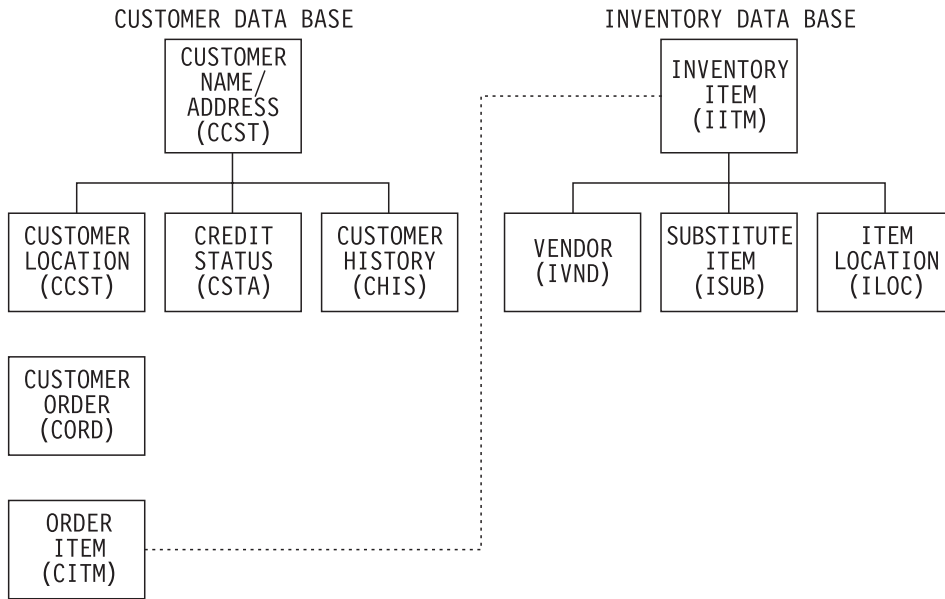 CUSTOMER DATA BASE
CUSTOMER
NAME/
ADDRESS
(CCST)
CUSTOMER
LOCATION
(CCST)
CREDIT
STATUS
(CSTA)
CUSTOMER
HISTORY
(CHIS)
CUSTOMER
ORDER
(CORD)
ORDER
ITEM
(CITM)
INVENTORY DATA BASE
INVENTORY
ITEM
(IITM)
VENDOR
(IVND)
SUBSTITUTE
ITEM
(ISUB)
ITEM
LOCATION
(ILOC)